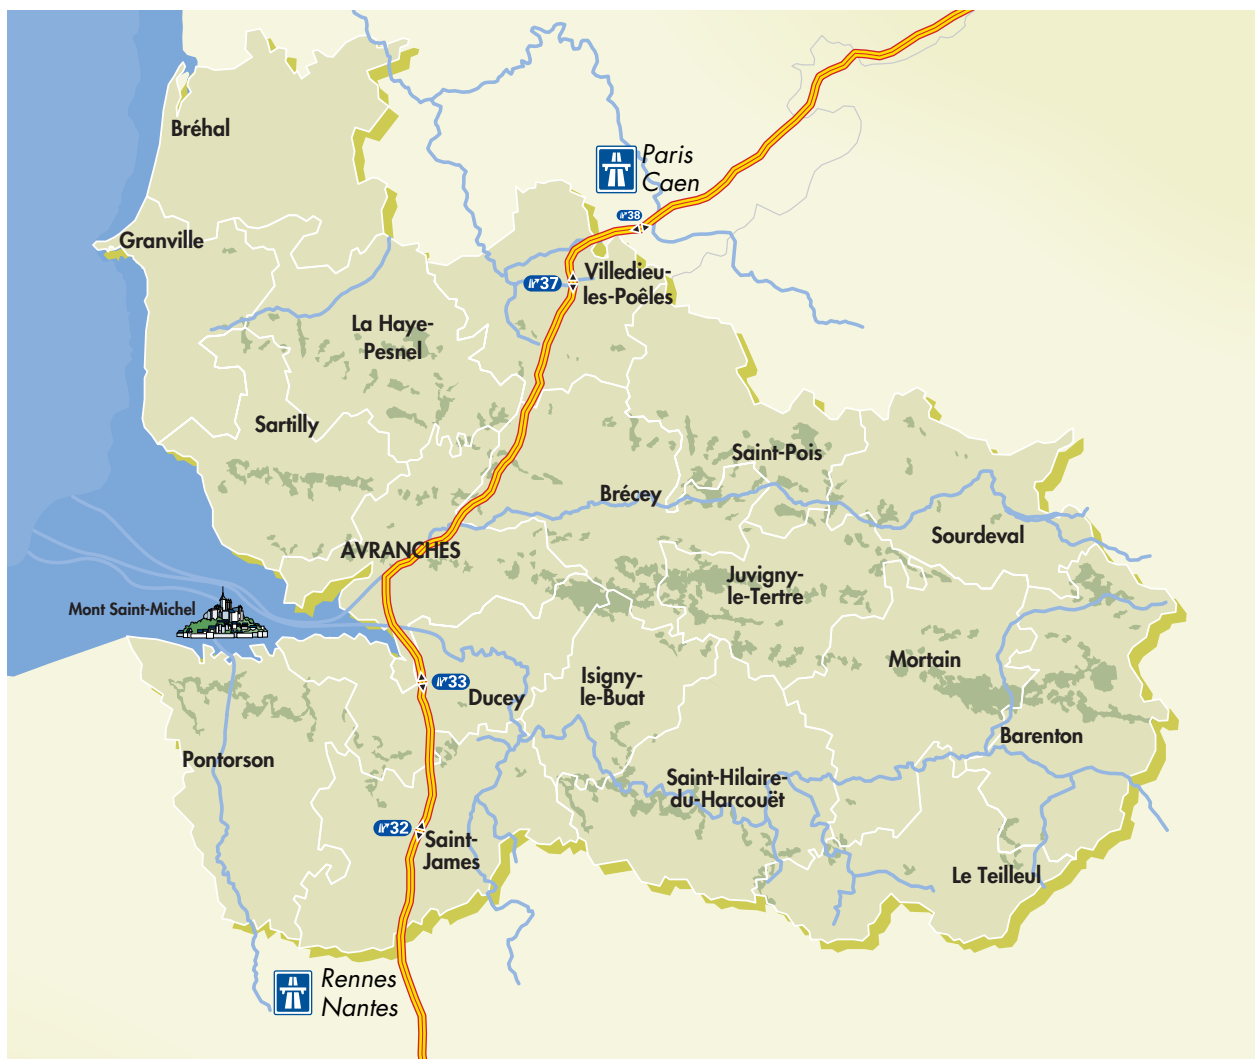 Bréhal
Paris
Caen
38
Granville
Villedieu-
les-Poêles
37
La Haye-
Pesnel
Sartilly
Saint-Pois
Brécey
Sourdeval
AVRANCHES
Juvigny-
le-Tertre
Mont Saint-Michel
Mortain
Isigny-
le-Buat
33
Ducey
Barenton
Pontorson
Saint-Hilaire-
du-Harcouët
32
Saint-
James
Le Teilleul
Rennes
Nantes